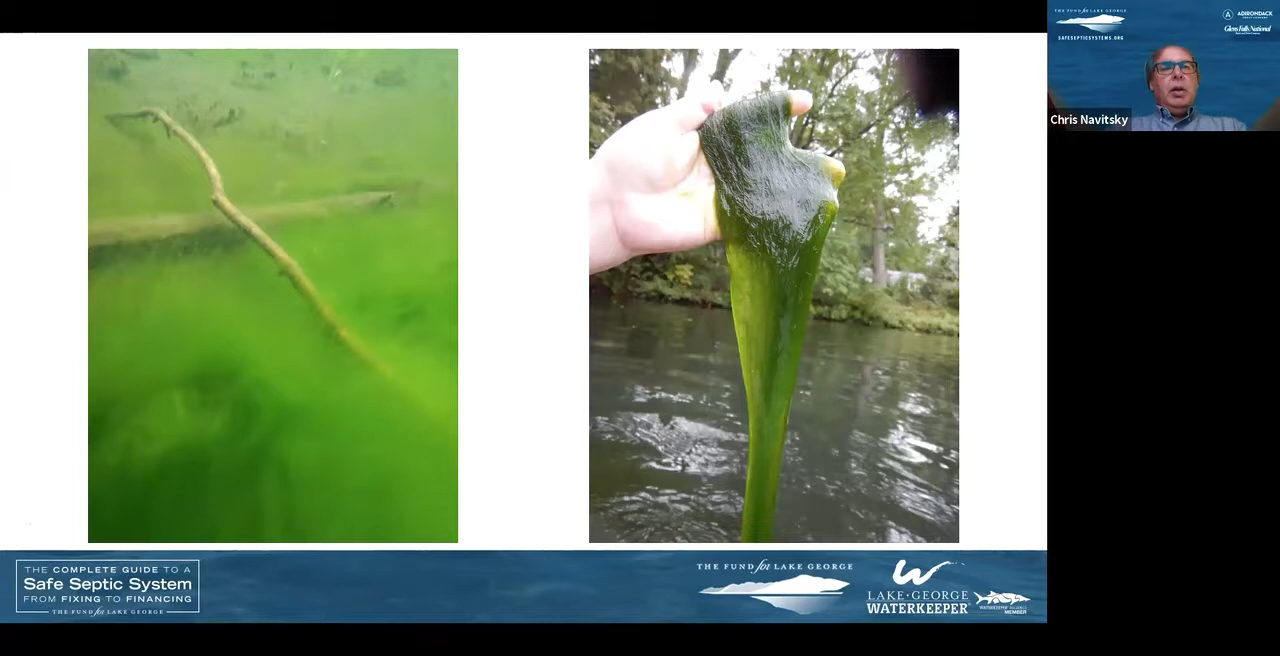 THE FUND for LAKE GEORGE
SAFESEPTICSYSTEMS.ORG
ADIRONDACK
Glens Falls National
Chris Navitsky
THE COMPLETE GUIDE TO A
Safe Septic System
FROM FIXING TO FINANCING
THE FUND for LAKE GEORGE
THE FUND for LAKE GEORGE
LAKE • GEORGE
WATERKEEPER
WATERKEEPER ALLIANCE
MEMBER